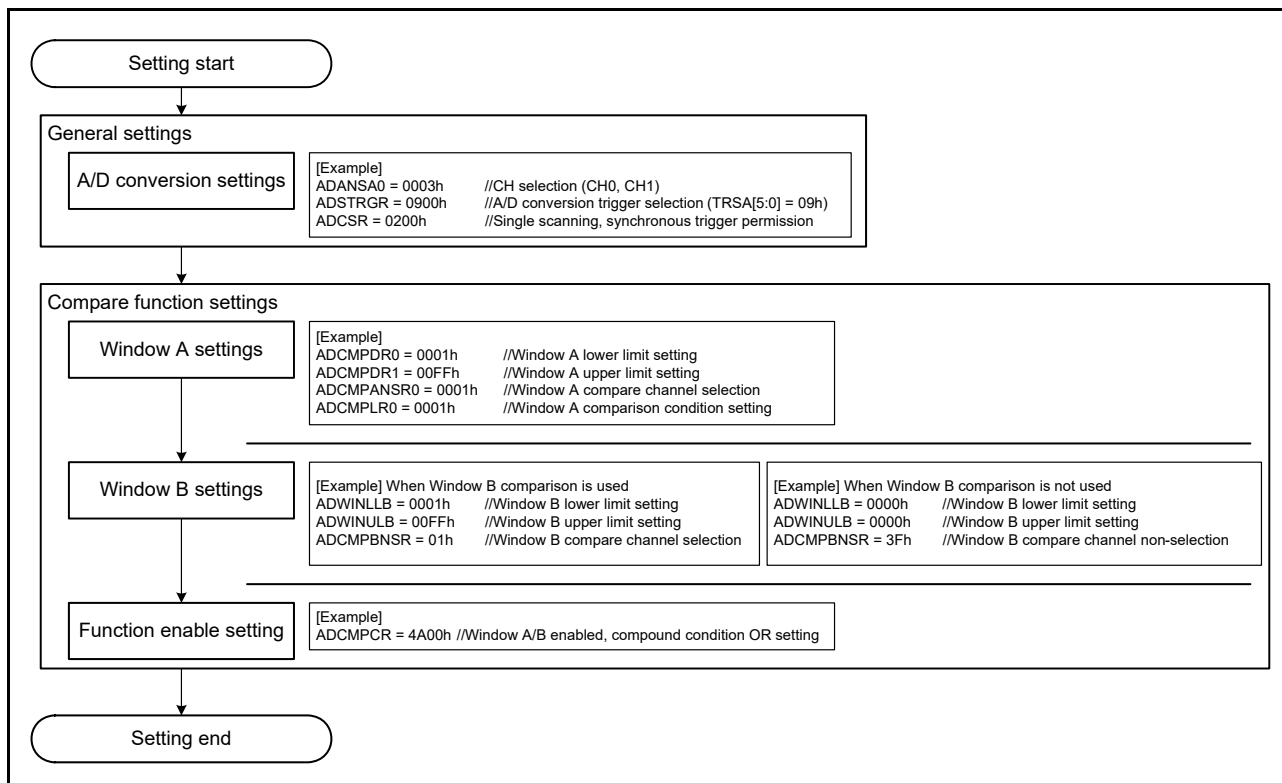 Setting start
General settings
A/D conversion settings
[Example]
ADANSA0 = 0003h //CH selection (CH0, CH1)
ADSTRGR = 0900h //A/D conversion trigger selection (TRSA[5:0] = 09h)
ADCSR = 0200h //Single scanning, synchronous trigger permission
Compare function settings
Window A settings
[Example]
ADCMPDR0 = 0001h //Window A lower limit setting
ADCMPDR1 = 00FFh //Window A upper limit setting
ADCMPANSR0 = 0001h //Window A compare channel selection
ADCMPLR0 = 0001h //Window A comparison condition setting
Window B settings
[Example] When Window B comparison is used
ADWINLLB = 0001h //Window B lower limit setting
ADWINULB = 00FFh //Window B upper limit setting
ADCMPBNSR = 01h //Window B compare channel selection
[Example] When Window B comparison is not used
ADWINLLB = 0000h //Window B lower limit setting
ADWINULB = 0000h //Window B upper limit setting
ADCMPBNSR = 3Fh //Window B compare channel non-selection
Function enable setting
[Example]
ADCMPCR = 4A00h //Window A/B enabled, compound condition OR setting
Setting end